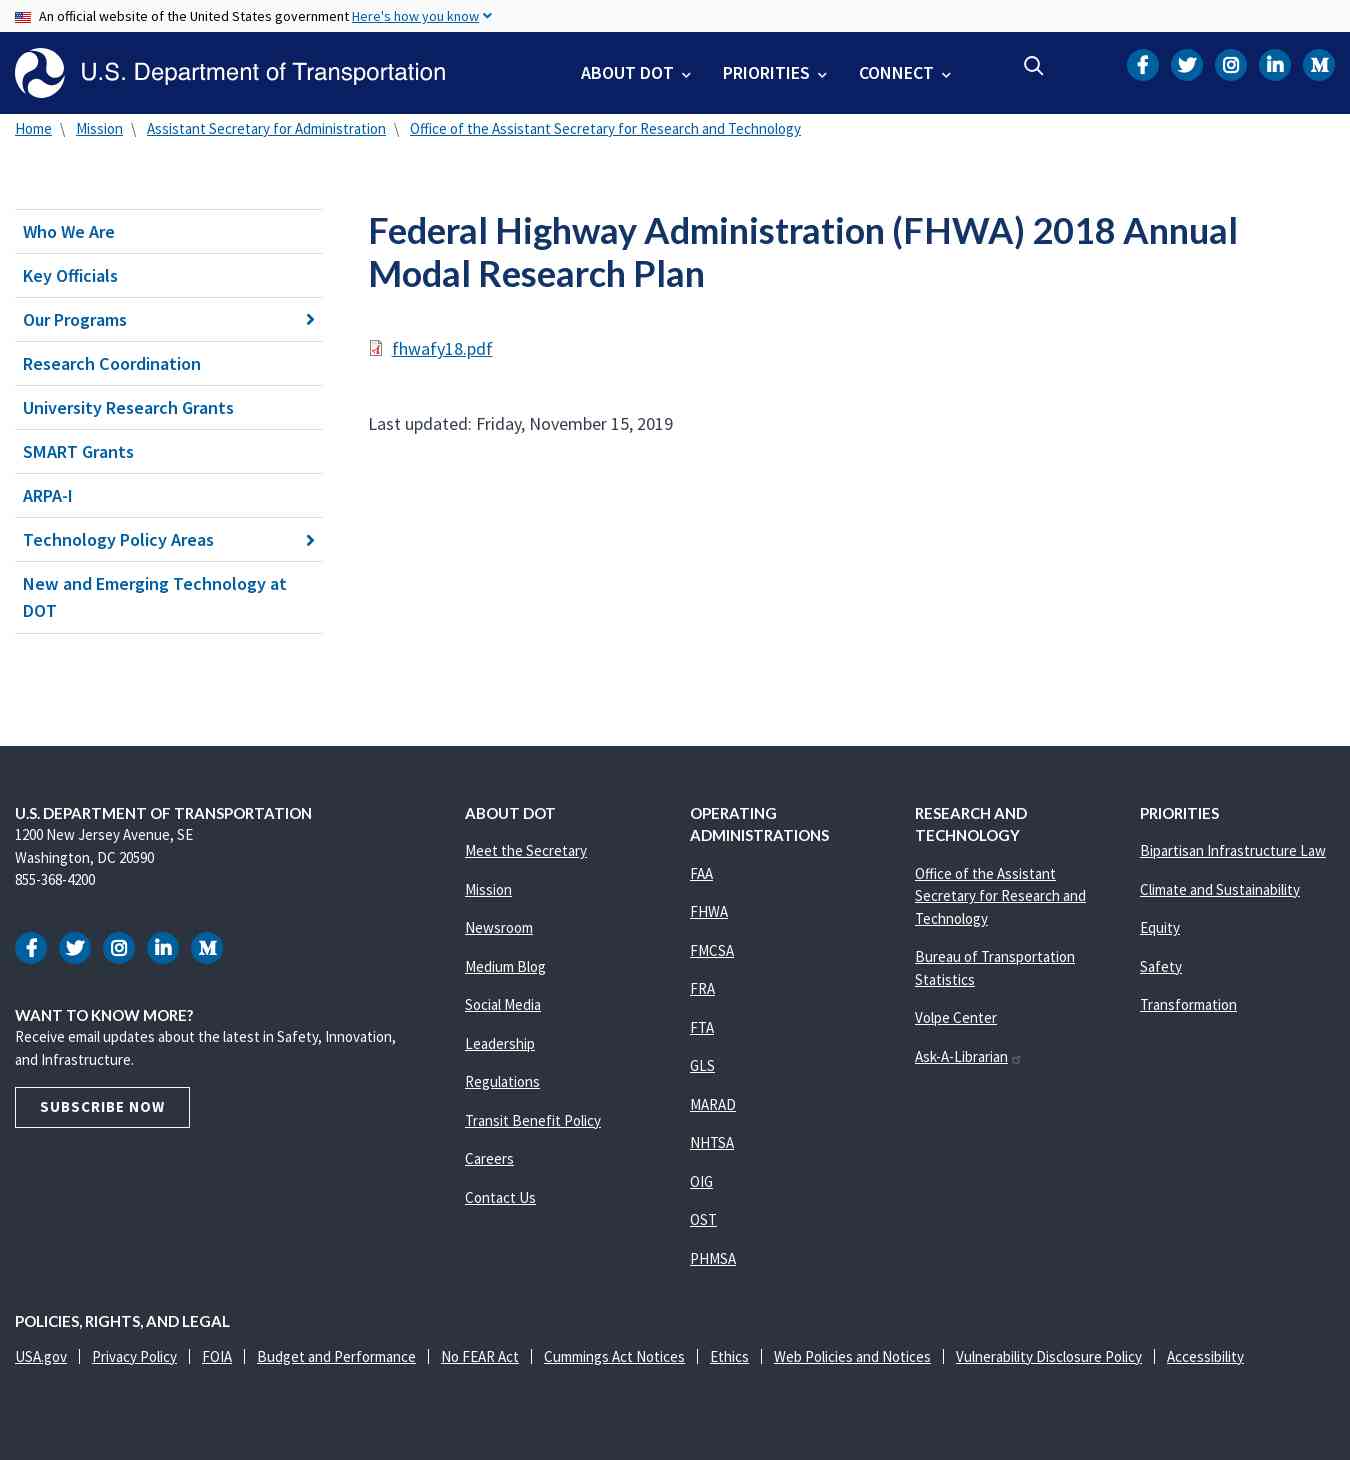 An official website of the United States government Here's how you know
U.S. Department of Transportation
ABOUT DOT PRIORITIES CONNECT
Home \ Mission \ Assistant Secretary for Administration \ Office of the Assistant Secretary for Research and Technology
Who We Are
Key Officials
Our Programs
Research Coordination
University Research Grants
SMART Grants
ARPA-I
Technology Policy Areas
New and Emerging Technology at
DOT
Federal Highway Administration (FHWA) 2018 Annual
Modal Research Plan
fhwafy18.pdf
Last updated: Friday, November 15, 2019
U.S. DEPARTMENT OF TRANSPORTATION
1200 New Jersey Avenue, SE
Washington, DC 20590
855-368-4200
WANT TO KNOW MORE?
Receive email updates about the latest in Safety, Innovation,
and Infrastructure.
SUBSCRIBE NOW
ABOUT DOT
Meet the Secretary
Mission
Newsroom
Medium Blog
Social Media
Leadership
Regulations
Transit Benefit Policy
Careers
Contact Us
OPERATING
ADMINISTRATIONS
FAA
FHWA
FMCSA
FRA
FTA
GLS
MARAD
NHTSA
OIG
OST
PHMSA
RESEARCH AND
TECHNOLOGY
Office of the Assistant
Secretary for Research and
Technology
Bureau of Transportation
Statistics
Volpe Center
Ask-A-Librarian
PRIORITIES
Bipartisan Infrastructure Law
Climate and Sustainability
Equity
Safety
Transformation
POLICIES, RIGHTS, AND LEGAL
USA.gov | Privacy Policy | FOIA | Budget and Performance | No FEAR Act | Cummings Act Notices | Ethics | Web Policies and Notices | Vulnerability Disclosure Policy | Accessibility